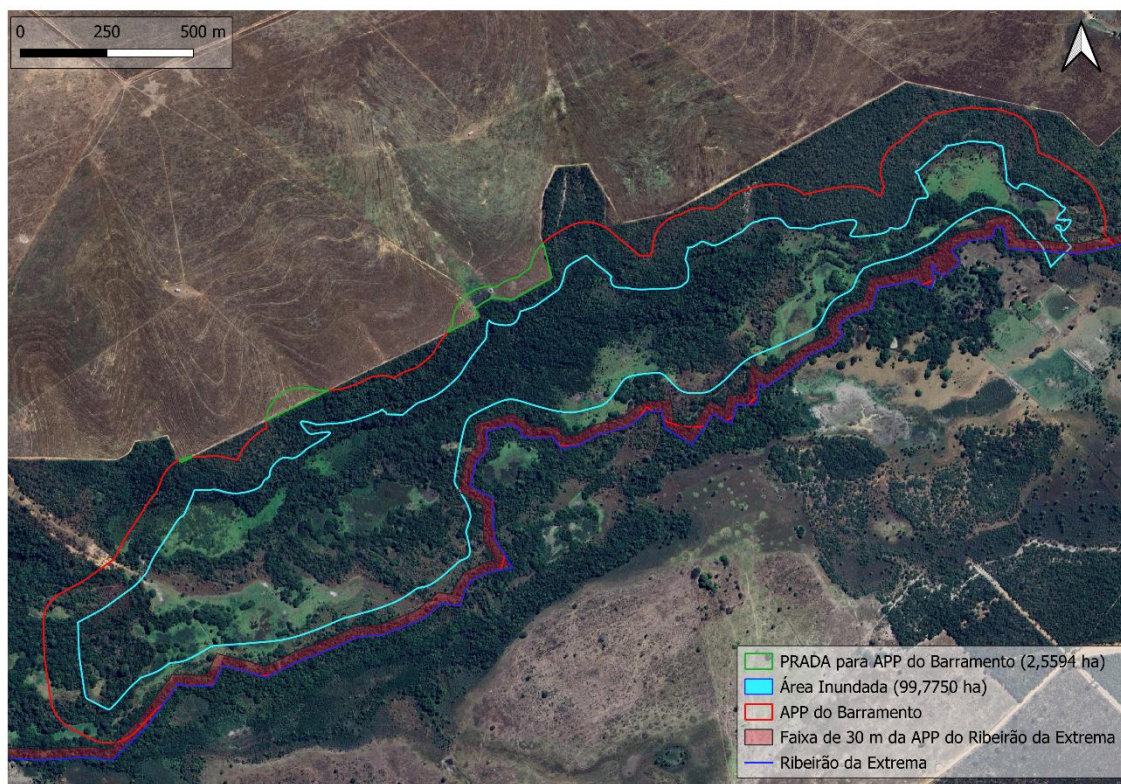 0 250 500 m
PRADA para APP do Barramento (2,5594 ha)
Área Inundada (99,7750 ha)
APP do Barramento
Faixa de 30 m da APP do Ribeirão da Extrema
Ribeirão da Extrema